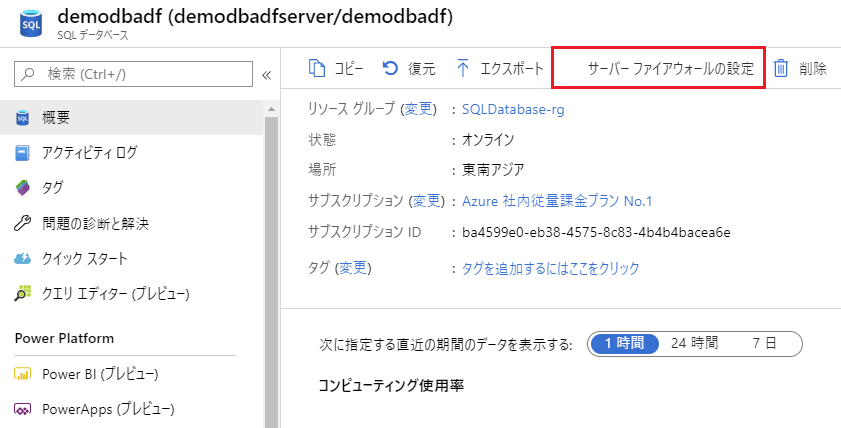 demodbadf (demodbadfserver/demodbadf)
SQL データベース
検索 (Ctrl+/)
«
コピー 復元 エクスポート サーバー ファイアウォールの設定 削除
概要
アクティビティ ログ
タグ
問題の診断と解決
クイック スタート
クエリ エディター (プレビュー)
Power Platform
Power BI (プレビュー)
PowerApps (プレビュー)
リソース グループ (変更) : SQLDatabase-rg
状態 : オンライン
場所 : 東南アジア
サブスクリプション (変更) : Azure 社内従量課金プラン No.1
サブスクリプション ID : ba4599e0-eb38-4575-8c83-4b4b4bacea6e
タグ (変更) : タグを追加するにはここをクリック
次に指定する直近の期間のデータを表示する: 1 時間 24 時間 7 日
コンピューティング使用率